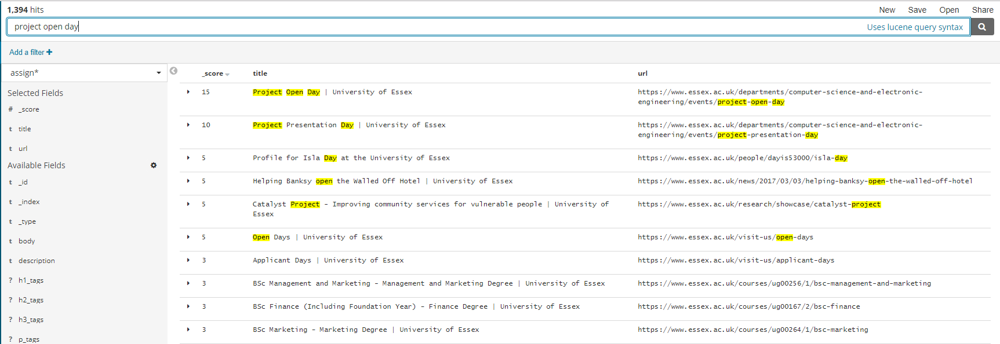 1,394 hits
New Save Open Share
project open day
Uses lucene query syntax
Add a filter +
assign*
Selected Fields
# _score
t title
t url
Available Fields
t _id
t _index
t _type
t body
t description
? h1_tags
? h2_tags
? h3_tags
? p_tags
_score title url
15 Project Open Day | University of Essex https://www.essex.ac.uk/departments/computer-science-and-electronic-
engineering/events/project-open-day
10 Project Presentation Day | University of Essex https://www.essex.ac.uk/departments/computer-science-and-electronic-
engineering/events/project-presentation-day
5 Profile for Isla Day at the University of Essex https://www.essex.ac.uk/people/dayis53000/isla-day
5 Helping Banksy open the Walled Off Hotel | University of Essex https://www.essex.ac.uk/news/2017/03/03/helping-banksy-open-the-walled-off-hotel
5 Catalyst Project - Improving community services for vulnerable people | University of https://www.essex.ac.uk/research/showcase/catalyst-project
Essex
5 Open Days | University of Essex https://www.essex.ac.uk/visit-us/open-days
3 Applicant Days | University of Essex https://www.essex.ac.uk/visit-us/applicant-days
3 BSc Management and Marketing - Management and Marketing Degree | University of Essex https://www.essex.ac.uk/courses/ug00256/1/bsc-management-and-marketing
3 BSc Finance (Including Foundation Year) - Finance Degree | University of Essex https://www.essex.ac.uk/courses/ug00167/2/bsc-finance
3 BSc Marketing - Marketing Degree | University of Essex https://www.essex.ac.uk/courses/ug00264/1/bsc-marketing